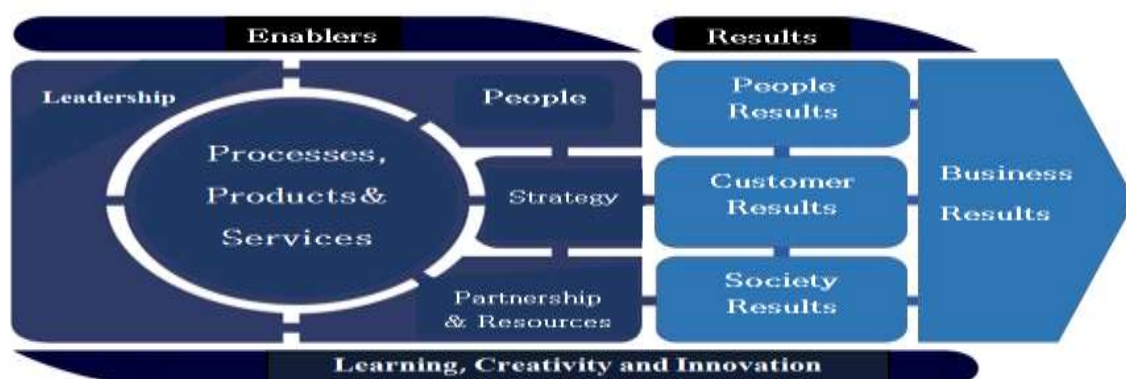 Enablers
Results
Leadership
Processes,
Products&
Services
People
Strategy
Partnership
& Resources
People
Results
Customer
Results
Society
Results
Business
Results
Learning, Creativity and Innovation